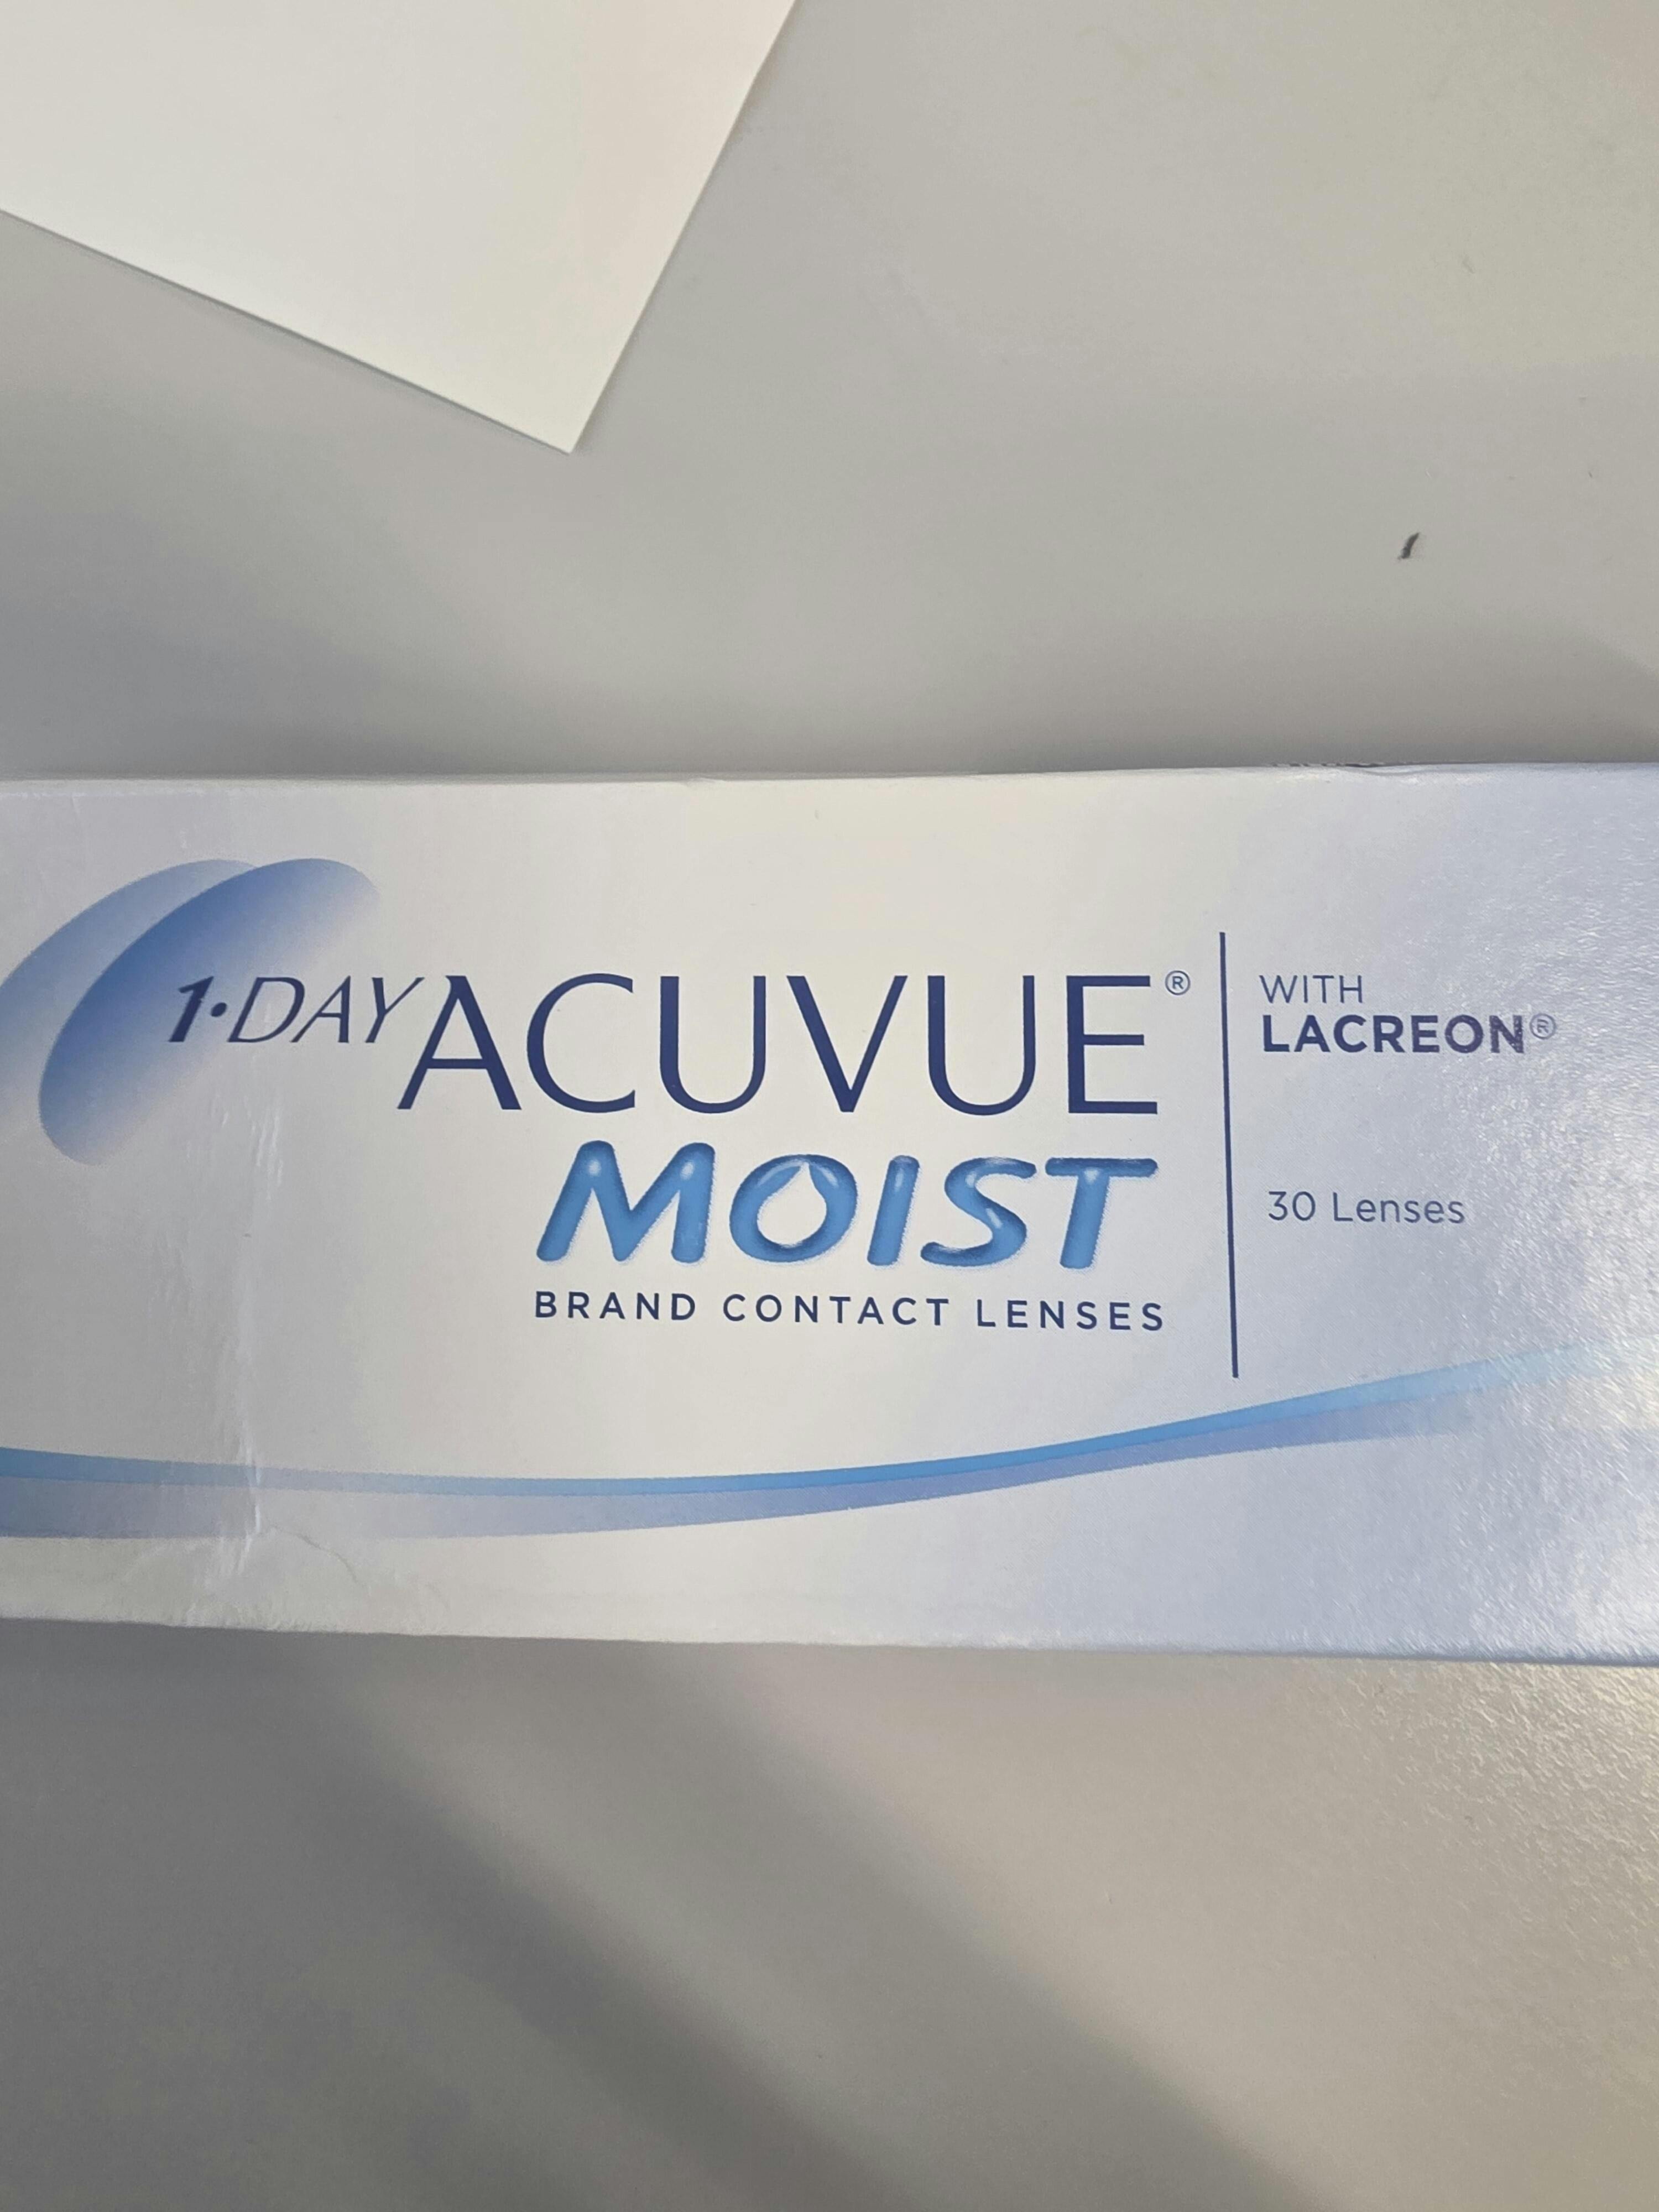 1·DAY ACUVUE®
MOIST
BRAND CONTACT LENSES
WITH
LACREON®
30 Lenses